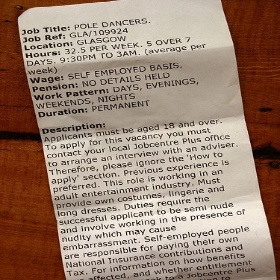 Job Title: POLE DANCERS.
Job Ref: GLA/109924
Location: GLASGOW
Hours: 32.5 PER WEEK, 5 OVER 7
DAYS. 9:30PM TO 3AM. (average per
week)
Wage: SELF EMPLOYED BASIS.
Pension: NO DETAILS HELD
Work Pattern: DAYS, EVENINGS,
WEEKENDS, NIGHTS
Duration: PERMANENT
Description:
Applicants must be aged 18 and over.
To apply for this vacancy you must
contact your local Jobcentre Plus office
to arrange an interview with an adviser.
Therefore, please ignore the 'How to
apply' section. Previous experience is
preferred. This role is working in an
adult entertainment industry. Must
provide own costumes, lingerie and
long dresses. Duties require the
successful applicant to be semi nude
and involve working in the presence of
nudity which may cause
embarrassment. Self-employed people
are responsible for paying their own
National Insurance contributions and
Tax. For information on how benefits
affected, and whether entitlement
Jobcentre Plus